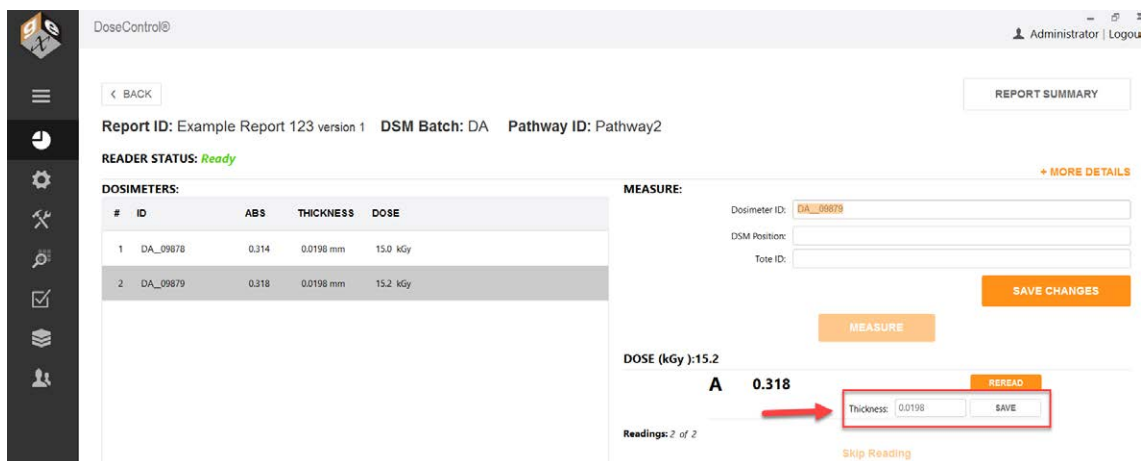 DoseControl®
Administrator | Logou
BACK
REPORT SUMMARY
Report ID: Example Report 123 version 1 DSM Batch: DA Pathway ID: Pathway2
READER STATUS: Ready
+ MORE DETAILS
DOSIMETERS:
# ID ABS THICKNESS DOSE
1 DA_09878 0.314 0.0198 mm 15.0 kGy
2 DA_09879 0.318 0.0198 mm 15.2 kGy
MEASURE:
Dosimeter ID: DA__09879
DSM Position:
Tote ID:
SAVE CHANGES
MEASURE
DOSE (kGy ):15.2
A 0.318
REREAD
Thickness: 0.0198 SAVE
Readings: 2 of 2
Skip Reading